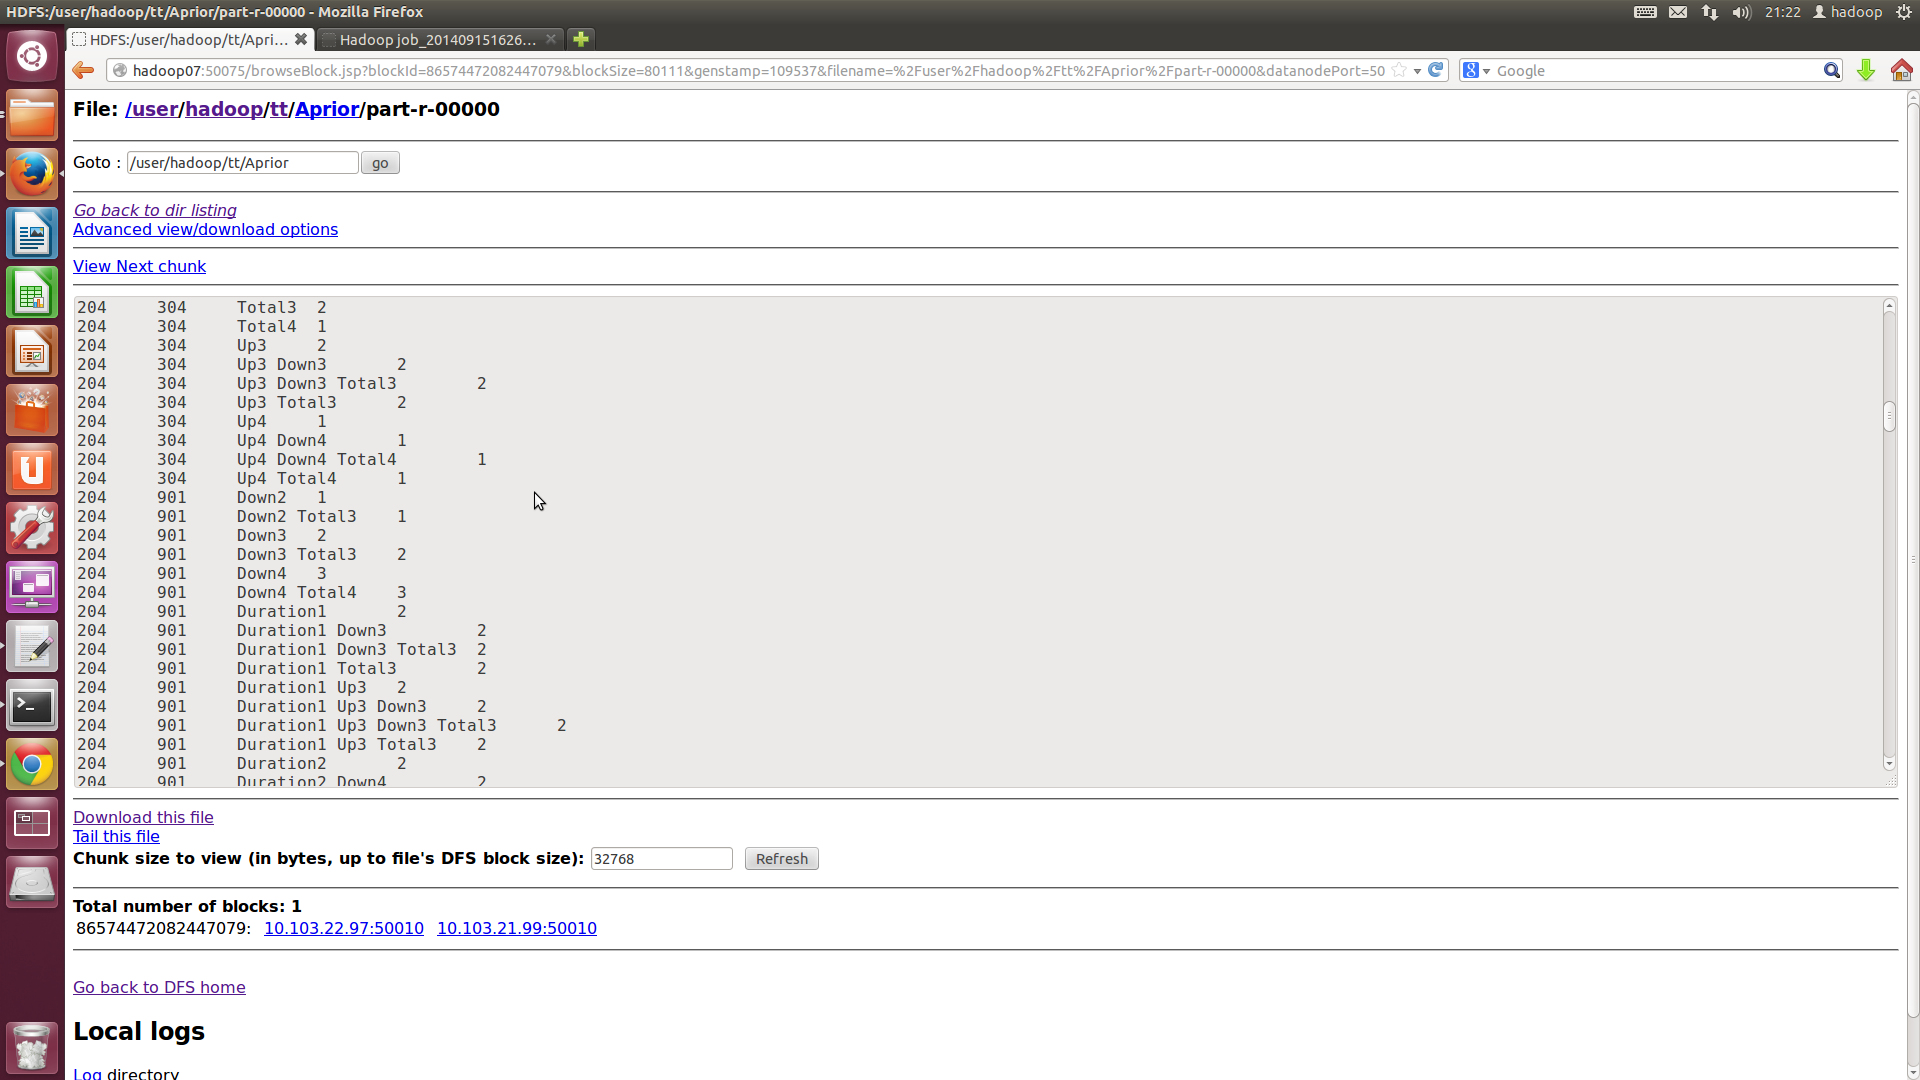 HDFS:/user/hadoop/tt/Aprior/part-r-00000 - Mozilla Firefox
21:22 hadoop
HDFS:/user/hadoop/tt/Apri... Hadoop job_201409151626...
hadoop07:50075/browseBlock.jsp?blockId=86574472082447079&blockSize=80111&genstamp=109537&filename=%2Fuser%2Fhadoop%2Ftt%2FAprior%2Fpart-r-00000&datanodePort=50 Google
File: /user/hadoop/tt/Aprior/part-r-00000
Goto : /user/hadoop/tt/Aprior go
Go back to dir listing
Advanced view/download options
View Next chunk
204 304 Total3 2
204 304 Total4 1
204 304 Up3 2
204 304 Up3 Down3 2
204 304 Up3 Down3 Total3 2
204 304 Up3 Total3 2
204 304 Up4 1
204 304 Up4 Down4 1
204 304 Up4 Down4 Total4 1
204 304 Up4 Total4 1
204 901 Down2 1
204 901 Down2 Total3 1
204 901 Down3 2
204 901 Down3 Total3 2
204 901 Down4 3
204 901 Down4 Total4 3
204 901 Duration1 2
204 901 Duration1 Down3 2
204 901 Duration1 Down3 Total3 2
204 901 Duration1 Total3 2
204 901 Duration1 Up3 2
204 901 Duration1 Up3 Down3 2
204 901 Duration1 Up3 Down3 Total3 2
204 901 Duration1 Up3 Total3 2
204 901 Duration2 2
204 901 Duration2 Down4 2
Download this file
Tail this file
Chunk size to view (in bytes, up to file's DFS block size): 32768 Refresh
Total number of blocks: 1
86574472082447079: 10.103.22.97:50010 10.103.21.99:50010
Go back to DFS home
Local logs
Log directory